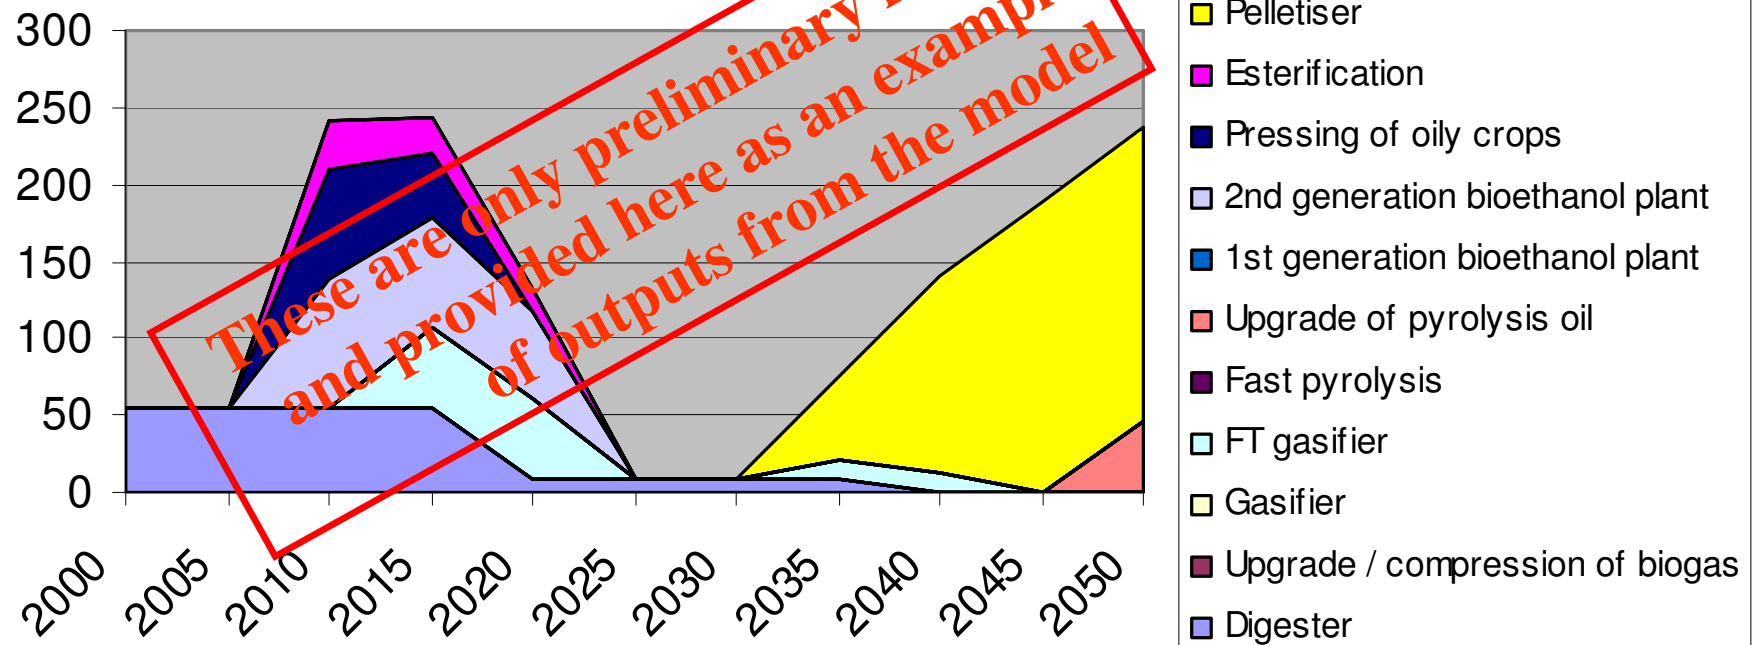 300
250
200
150
100
50
0
2000
2005
2010
2015
2020
2025
2030
2035
2040
2045
2050
These are only preliminary
and provided here as an
of outputs from the model
Pelletiser
Esterification
Pressing of oily crops
2nd generation bioethanol plant
1st generation bioethanol plant
Upgrade of pyrolysis oil
Fast pyrolysis
FT gasifier
Gasifier
Upgrade / compression of biogas
Digester